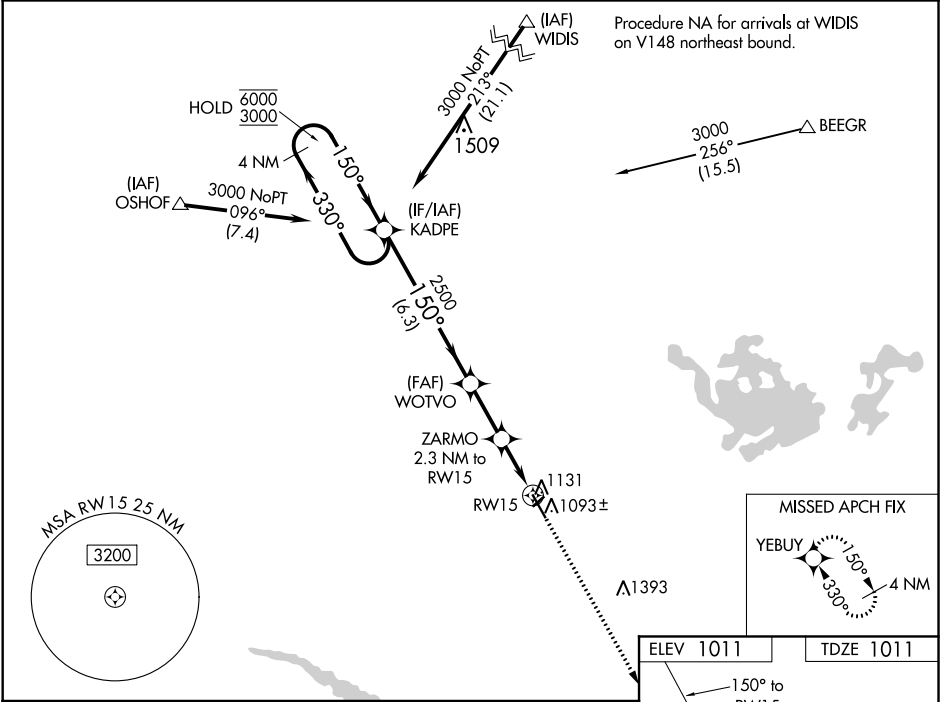 (IAF)
WIDIS
Procedure NA for arrivals at WIDIS
on V148 northeast bound.
3000 NoPT
213°
(21.1)
1509
HOLD 6000
3000
4 NM
150°
330°
3000
256°
(15.5)
BEEGR
(IAF)
OSHOF
3000 NoPT
096°
(7.4)
(IF/IAF)
KADPE
2500
150°
(6.3)
(FAF)
WOTVO
ZARMO
2.3 NM to
RW15
RW15
1131
1093±
1393
MSA RW15 25 NM
3200
MISSED APCH FIX
YEBUY
150°
330°
4 NM
ELEV 1011
TDZE 1011
150° to
RW15